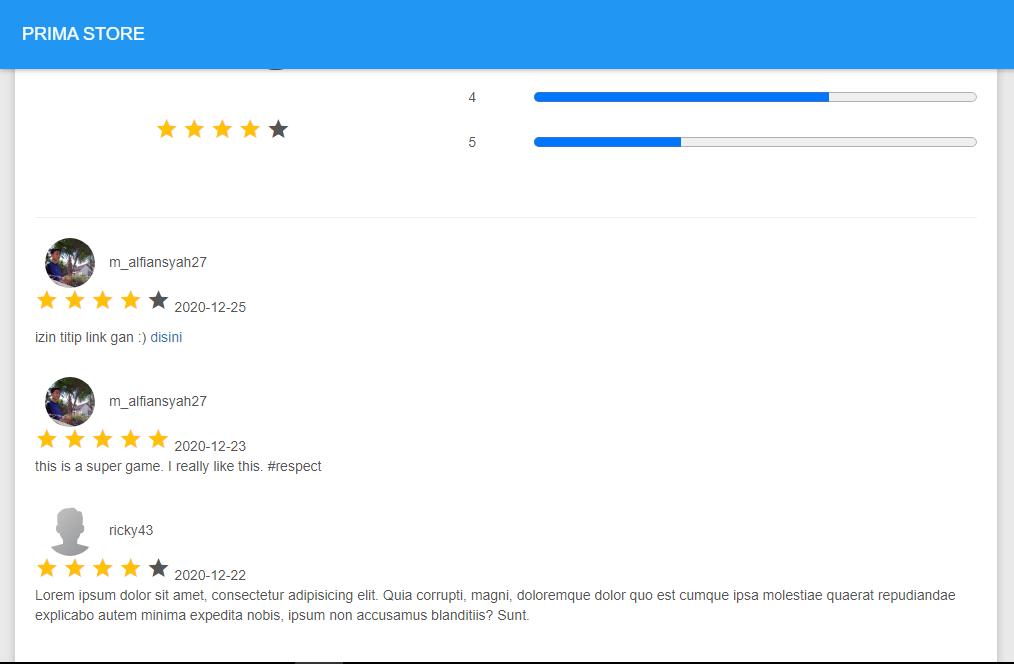 PRIMA STORE
4
5
m_alfiansyah27
2020-12-25
izin titip link gan :) disini
m_alfiansyah27
2020-12-23
this is a super game. I really like this. #respect
ricky43
2020-12-22
Lorem ipsum dolor sit amet, consectetur adipisicing elit. Quia corrupti, magni, doloremque dolor quo est cumque ipsa molestiae quaerat repudiandae
explicabo autem minima expedita nobis, ipsum non accusamus blanditiis? Sunt.